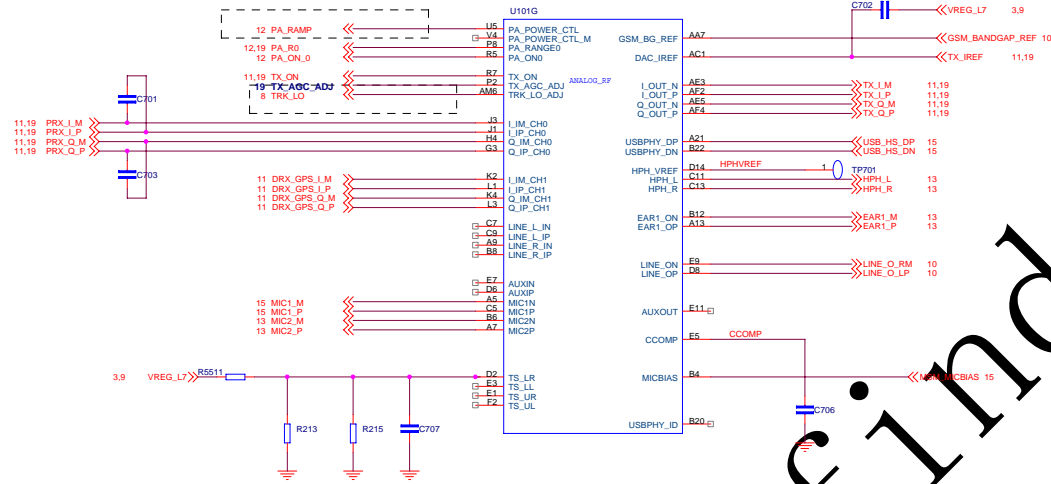 U101G
C702
VREG_L7 3,9
12 PA_RAMP U5 PA_POWER_CTL
V4 PA_POWER_CTL_M AA7 GSM_BG_REF GSM_BANDGAP_REF 10
12,19 PA_R0 P8 PA_RANGE0
12 PA_ON_0 R5 PA_ON0 DAC_IREF AC1 TX_IREF 11,19
11,19 TX_ON R7 TX_ON ANALOG_RF
19 TX_AGC_ADJ P2 TX_AGC_ADJ I_OUT_N AE3 TX_I_M 11,19
8 TRK_LO AM6 TRK_LO_ADJ I_OUT_P AF2 TX_I_P 11,19
C701 Q_OUT_N AE5 TX_Q_M 11,19
Q_OUT_P AF4 TX_Q_P 11,19
11,19 PRX_I_M J3 I_IM_CH0
11,19 PRX_I_P J1 I_IP_CH0
11,19 PRX_Q_M H4 Q_IM_CH0 USBPHY_DP A21 USB_HS_DP 15
11,19 PRX_Q_P G3 Q_IP_CH0 USBPHY_DN B22 USB_HS_DN 15
C703 HPH_VREF D14 HPHVREF 1 TP701
11 DRX_GPS_I_M K2 I_IM_CH1 HPH_L C11 HPH_L 13
11 DRX_GPS_I_P L1 I_IP_CH1 HPH_R C13 HPH_R 13
11 DRX_GPS_Q_M K4 Q_IM_CH1
11 DRX_GPS_Q_P L3 Q_IP_CH1
EAR1_ON B12 EAR1_M 13
C7 LINE_L_IN EAR1_OP A13 EAR1_P 13
C9 LINE_L_IP
A9 LINE_R_IN
B8 LINE_R_IP
LINE_ON E9 LINE_O_RM 10
LINE_OP D8 LINE_O_LP 10
E7 AUXIN
D6 AUXIP
15 MIC1_M A5 MIC1N
15 MIC1_P C5 MIC1P AUXOUT E11
13 MIC2_M B6 MIC2N
13 MIC2_P A7 MIC2P
CCOMP E5 CCOMP
3,9 VREG_L7 R5511 D2 TS_LR MICBIAS B4 15
E3 TS_LL
E1 TS_UR
F2 TS_UL
C706
R213 R215 C707 USBPHY_ID B20
find